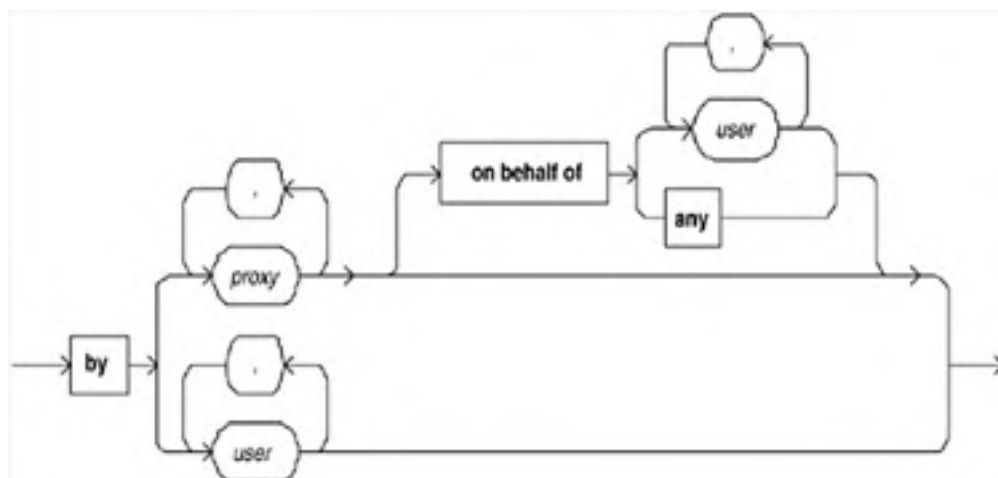 ,
user
on behalf of
any
,
proxy
by
,
user